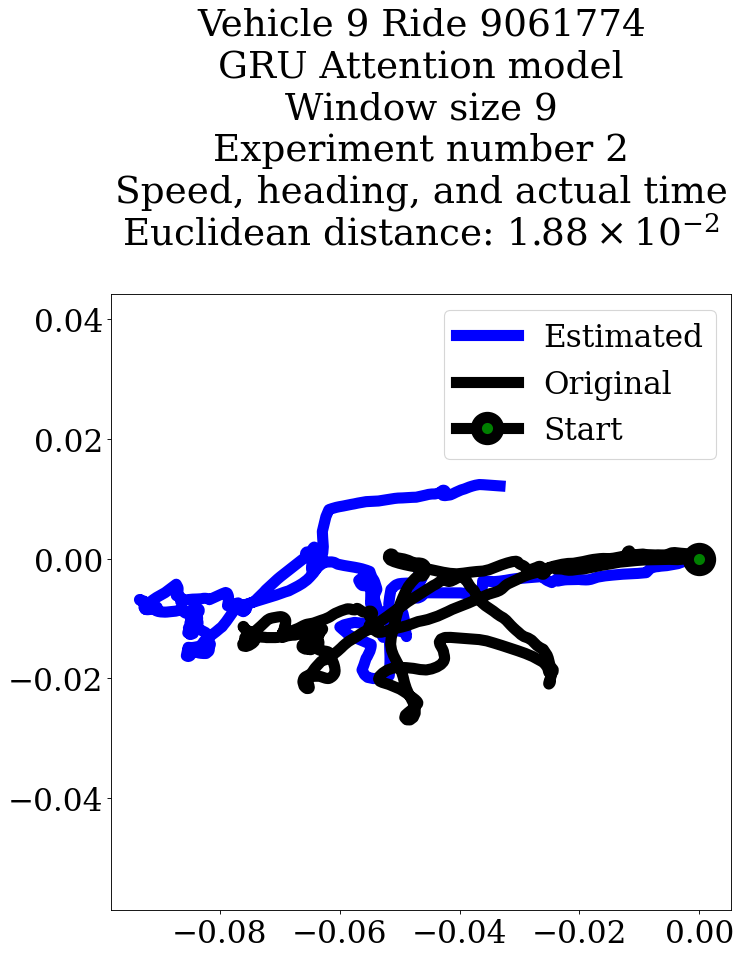 Vehicle 9 Ride 9061774
GRU Attention model
Window size 9
Experiment number 2
Speed, heading, and actual time
Euclidean distance: 1.88 × 10⁻²
Estimated
Original
Start
0.04
0.02
0.00
−0.02
−0.04
−0.08
−0.06
−0.04
−0.02
0.00